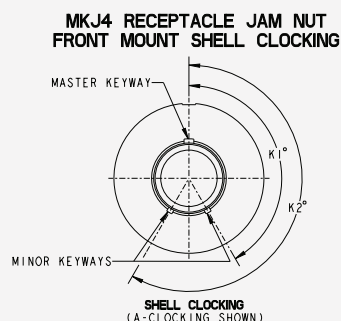 MKJ4 RECEPTACLE JAM NUT
FRONT MOUNT SHELL CLOCKING
MASTER KEYWAY
K1°
K2°
MINOR KEYWAYS
SHELL CLOCKING
(A-CLOCKING SHOWN)